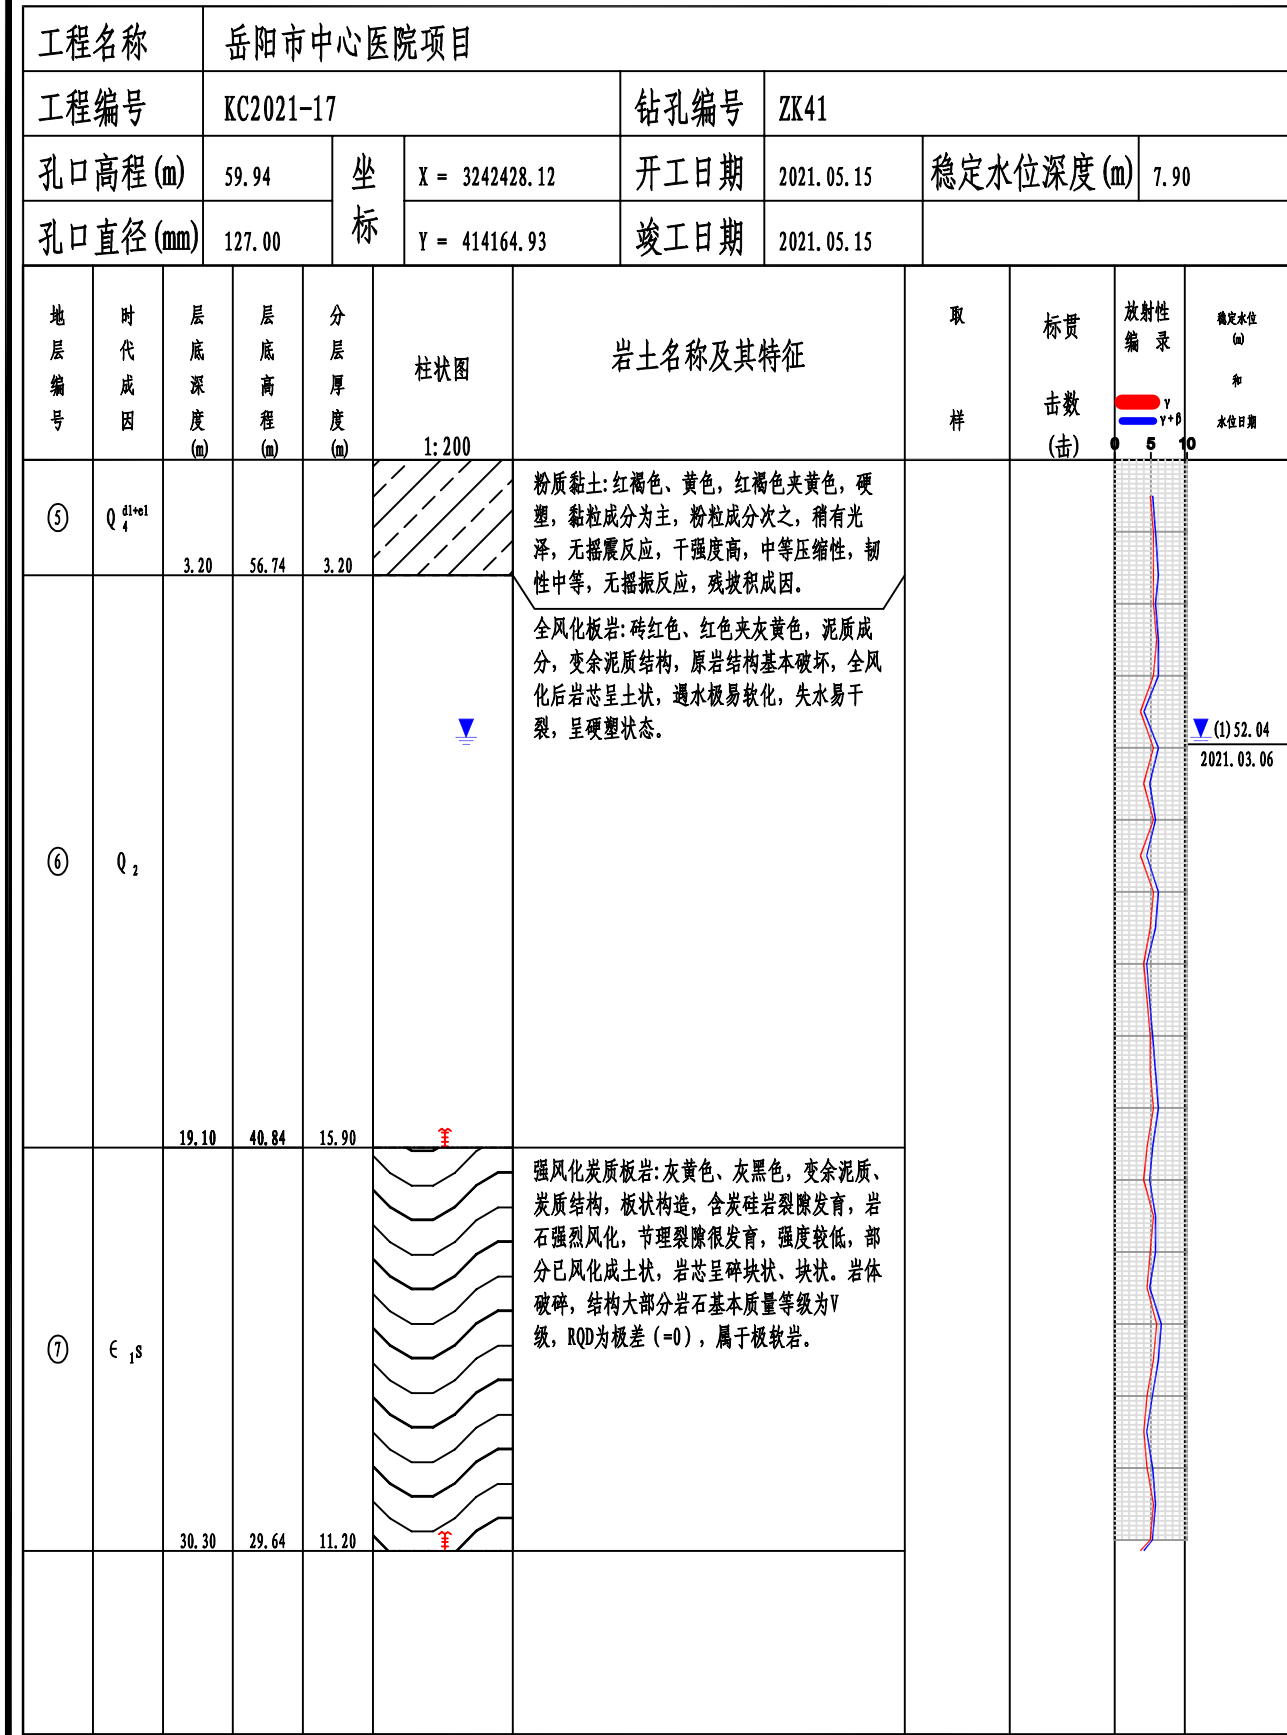 工程名称 岳阳市中心医院项目
工程编号 KC2021-17 钻孔编号 ZK41
孔口高程(m) 59.94 坐标 X = 3242428.12 开工日期 2021.05.15 稳定水位深度(m) 7.90
孔口直径(mm) 127.00 Y = 414164.93 竣工日期 2021.05.15
地层编号 时代成因 层底深度(m) 层底高程(m) 分层厚度(m) 柱状图 1:200 岩土名称及其特征 取样 标贯击数(击) 放射性编录 稳定水位(m)和水位日期
γ
γ+β
0 5 10
⑤ Q 4 dl+el 3.20 56.74 3.20
粉质黏土:红褐色、黄色,红褐色夹黄色,硬
塑,黏粒成分为主,粉粒成分次之,稍有光
泽,无摇震反应,干强度高,中等压缩性,韧
性中等,无摇振反应,残坡积成因。
⑥ Q 2 19.10 40.84 15.90
全风化板岩:砖红色、红色夹灰黄色,泥质成
分,变余泥质结构,原岩结构基本破坏,全风
化后岩芯呈土状,遇水极易软化,失水易干
裂,呈硬塑状态。
(1)52.04
2021.03.06
⑦ ∈ 1s 30.30 29.64 11.20
强风化炭质板岩:灰黄色、灰黑色,变余泥质、
炭质结构,板状构造,含炭硅岩裂隙发育,岩
石强烈风化,节理裂隙很发育,强度较低,部
分已风化成土状,岩芯呈碎块状、块状。岩体
破碎,结构大部分岩石基本质量等级为V
级,RQD为极差(=0),属于极软岩。